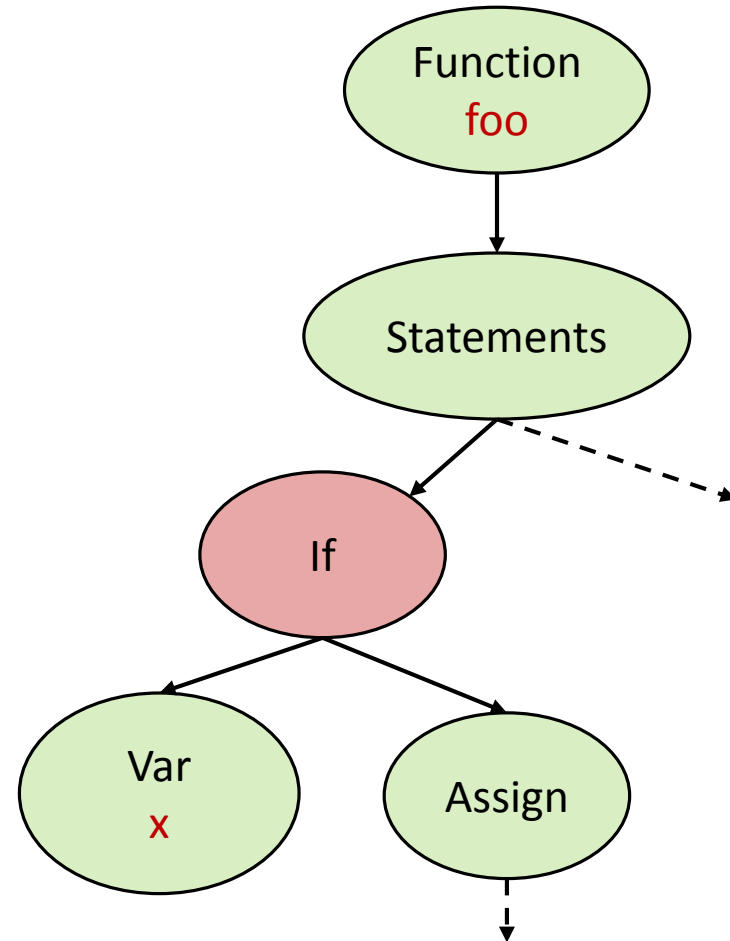 Function
foo
Statements
If
Var
x
Assign